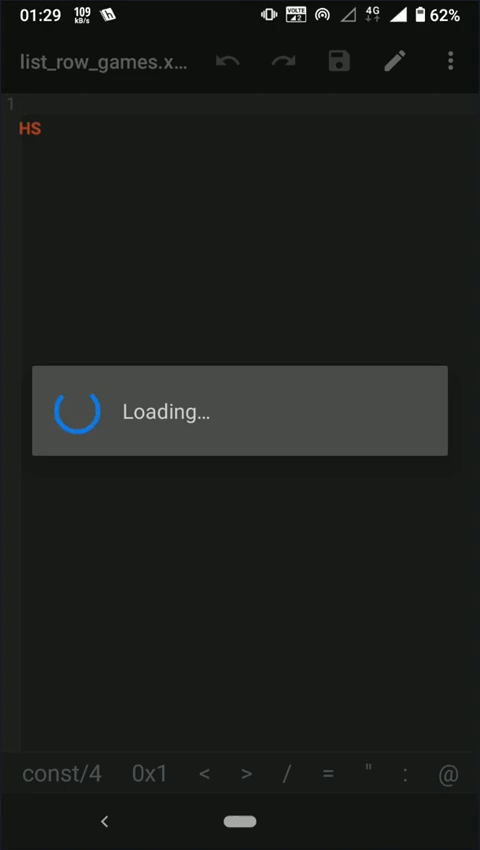 01:29 109 kB/s VOLTE 2 4G 62%
list_row_games.x...
1
HS
Loading...
const/4 0x1 < > / = " : @